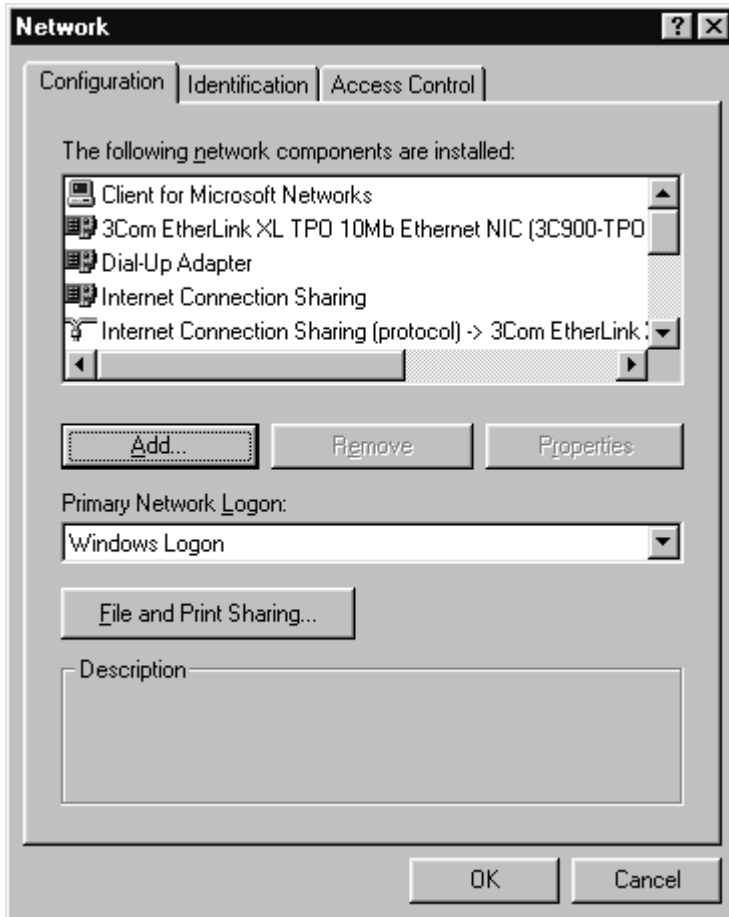 Network
Configuration Identification Access Control
The following network components are installed:
Client for Microsoft Networks
3Com EtherLink XL TPO 10Mb Ethernet NIC (3C900-TPO
Dial-Up Adapter
Internet Connection Sharing
Internet Connection Sharing (protocol) -> 3Com EtherLink
Add... Remove Properties
Primary Network Logon:
Windows Logon
File and Print Sharing...
Description
OK Cancel